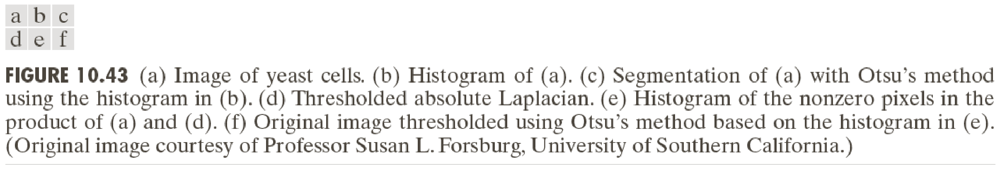 a b c
d e f
FIGURE 10.43 (a) Image of yeast cells. (b) Histogram of (a). (c) Segmentation of (a) with Otsu’s method
using the histogram in (b). (d) Thresholded absolute Laplacian. (e) Histogram of the nonzero pixels in the
product of (a) and (d). (f) Original image thresholded using Otsu’s method based on the histogram in (e).
(Original image courtesy of Professor Susan L. Forsburg, University of Southern California.)